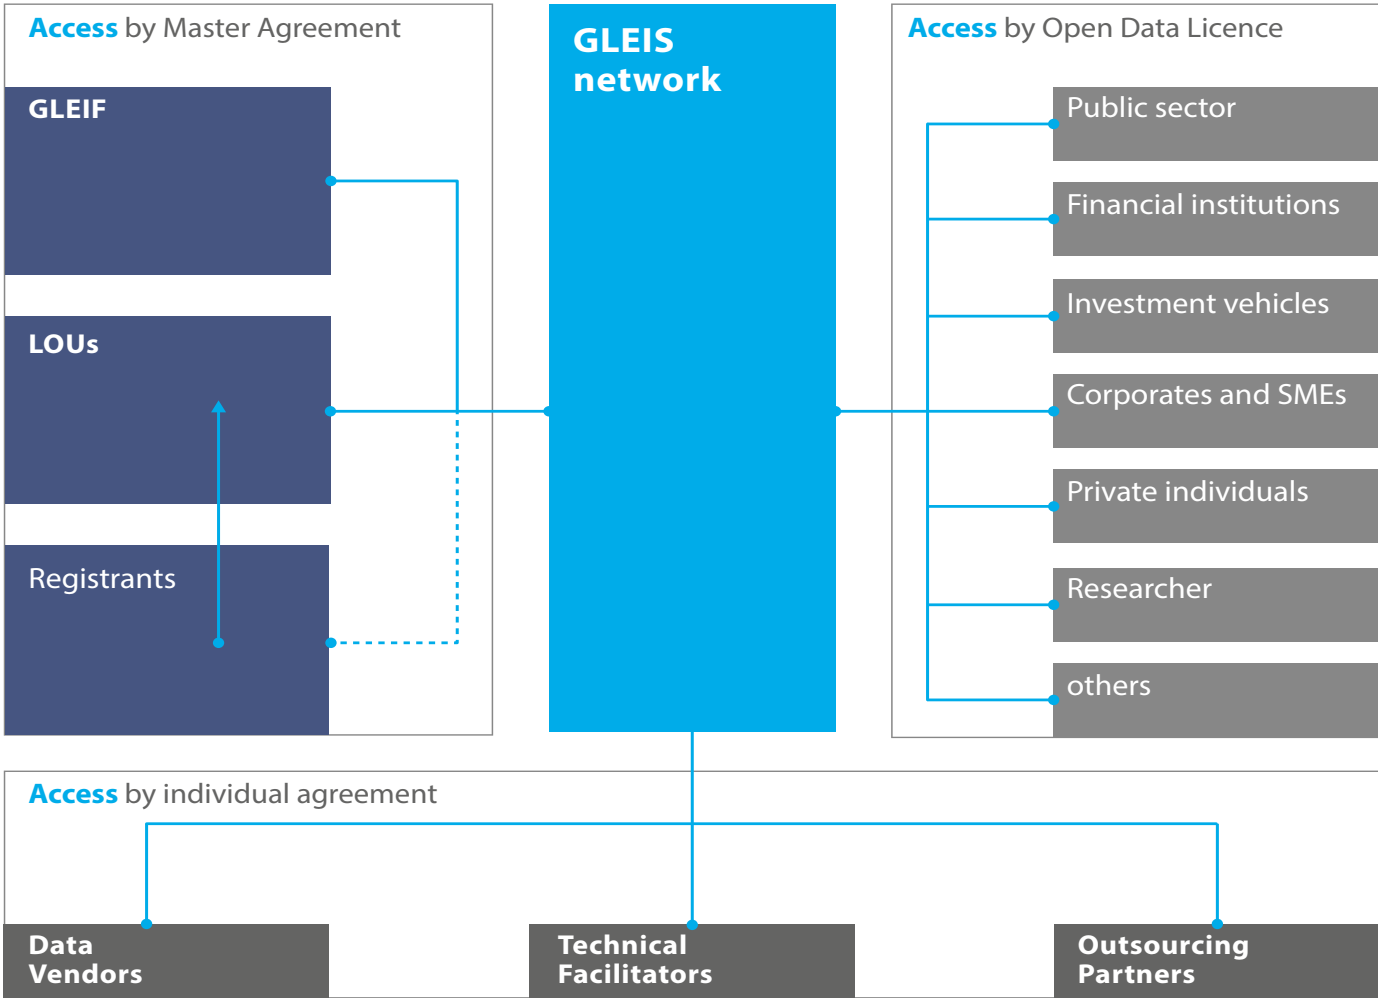 Access by Master Agreement
GLEIF
LOUs
Registrants
GLEIS
network
Access by Open Data Licence
Public sector
Financial institutions
Investment vehicles
Corporates and SMEs
Private individuals
Researcher
others
Access by individual agreement
Data
Vendors
Technical
Facilitators
Outsourcing
Partners